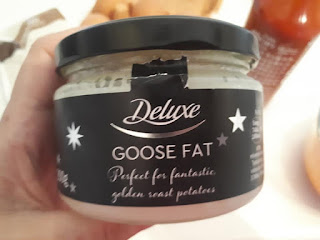 Deluxe
GOOSE FAT
Perfect for fantastic,
golden roast potatoes